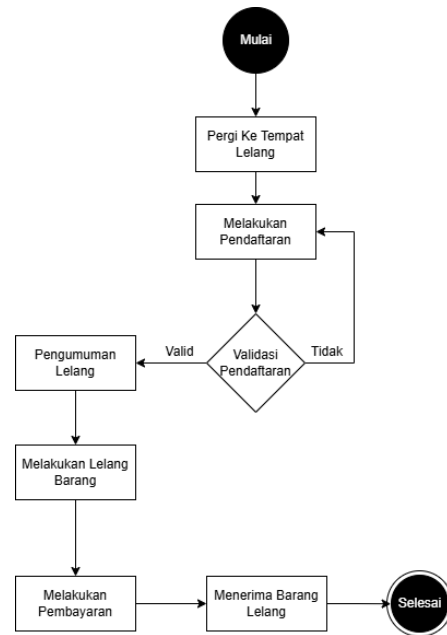 Mulai
Pergi Ke Tempat
Lelang
Melakukan
Pendaftaran
Validasi
Pendaftaran
Valid
Tidak
Pengumuman
Lelang
Melakukan Lelang
Barang
Melakukan
Pembayaran
Menerima Barang
Lelang
Selesai